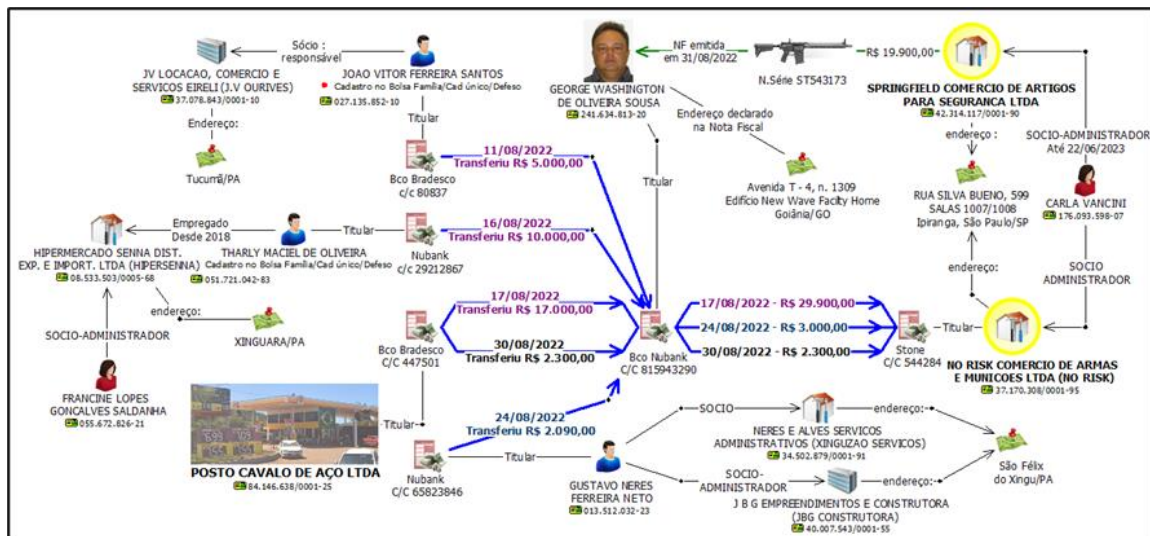 Sócio :
responsável
JV LOCACAO, COMERCIO E
SERVICOS EIRELI (J.V OURIVES)
37.078.843/0001-10
Endereço:
Tucumã/PA
JOAO VITOR FERREIRA SANTOS
Cadastro no Bolsa Família/Cad único/Defeso
027.135.852-10
Titular
Bco Bradesco
c/c 80837
11/08/2022
Transferiu R$ 5.000,00
GEORGE WASHINGTON
DE OLIVEIRA SOUSA
241.634.813-20
NF emitida
em 31/08/2022
N.Série ST543173
R$ 19.900,00
SPRINGFIELD COMERCIO DE ARTIGOS
PARA SEGURANCA LTDA
42.314.117/0001-90
Endereço declarado
na Nota Fiscal
Avenida T - 4, n. 1309
Edifício New Wave Facilty Home
Goiânia/GO
endereço :
RUA SILVA BUENO, 599
SALAS 1007/1008
Ipiranga, São Paulo/SP
SOCIO-ADMINISTRADOR
Até 22/06/2023
CARLA VANCINI
176.093.598-07
SOCIO
ADMINISTRADOR
endereço:
Titular
HIPERMERCADO SENNA DIST.
EXP. E IMPORT. LTDA (HIPERSENNA)
08.533.503/0005-68
Empregado
Desde 2018
THARLY MACIEL DE OLIVEIRA
Cadastro no Bolsa Família/Cad único/Defeso
051.721.042-83
Titular
Nubank
c/c 29212867
16/08/2022
Transferiu R$ 10.000,00
endereço:
XINGUARA/PA
SOCIO-ADMINISTRADOR
FRANCINE LOPES
GONCALVES SALDANHA
055.672.826-21
Bco Bradesco
C/C 447501
17/08/2022
Transferiu R$ 17.000,00
30/08/2022
Transferiu R$ 2.300,00
Bco Nubank
C/C 815943290
17/08/2022 - R$ 29.900,00
24/08/2022 - R$ 3.000,00
30/08/2022 - R$ 2.300,00
Stone
C/C 544284
Titular
NO RISK COMERCIO DE ARMAS
E MUNICOES LTDA (NO RISK)
37.170.308/0001-95
POSTO CAVALO DE AÇO LTDA
84.146.638/0001-25
Titular
Nubank
C/C 65823846
24/08/2022
Transferiu R$ 2.090,00
Titular
GUSTAVO NERES
FERREIRA NETO
013.512.032-23
SOCIO
NERES E ALVES SERVICOS
ADMINISTRATIVOS (XINGUZAO SERVICOS)
34.502.879/0001-91
endereço:
SOCIO-
ADMINISTRADOR
J B G EMPREENDIMENTOS E CONSTRUTORA
(JBG CONSTRUTORA)
40.007.543/0001-55
endereço:
São Félix
do Xingu/PA